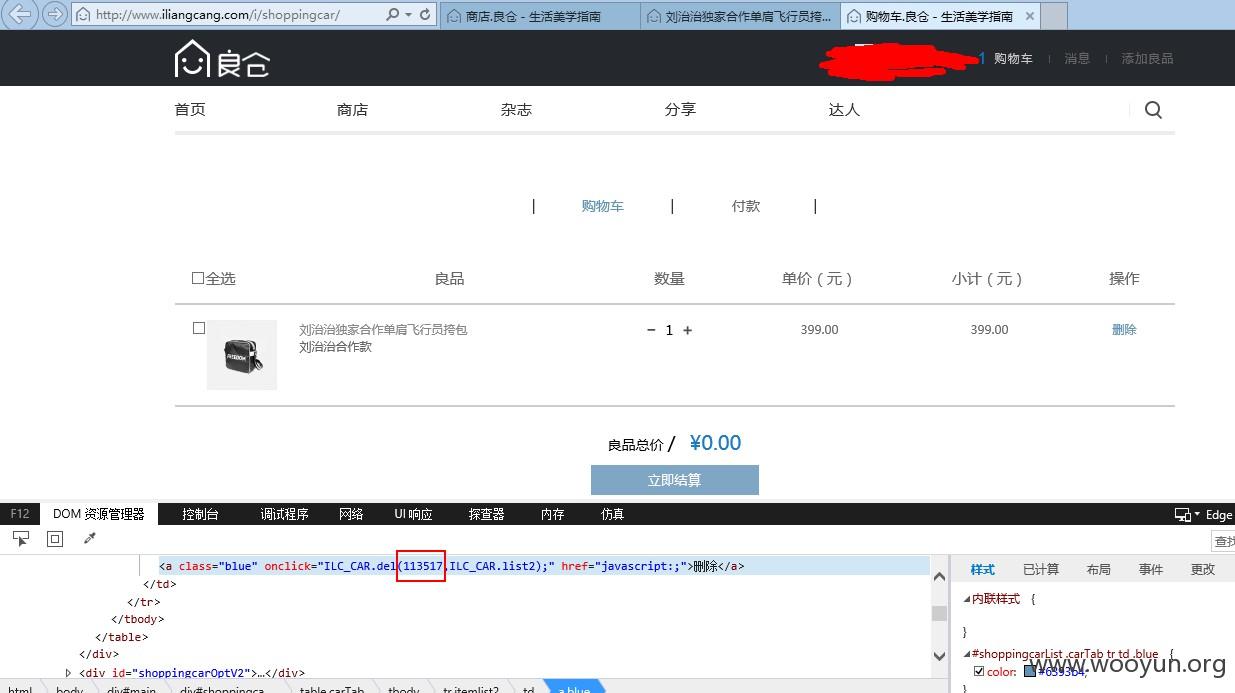 http://www.iliangcang.com/i/shoppingcar/
商店.良仓 - 生活美学指南
刘治治独家合作单肩飞行员挎...
购物车.良仓 - 生活美学指南
良仓
1 购物车 消息 添加良品
首页 商店 杂志 分享 达人
购物车 付款
全选 良品 数量 单价（元） 小计（元） 操作
刘治治独家合作单肩飞行员挎包
刘治治合作款
1 399.00 399.00 删除
良品总价 / ¥0.00
立即结算
F12 DOM 资源管理器 控制台 调试程序 网络 UI 响应 探查器 内存 仿真 Edge
查找
<a class="blue" onclick="ILC_CAR.del(113517,ILC_CAR.list2);" href="javascript:;">删除</a>
</td>
</tr>
</tbody>
</table>
</div>
<div id="shoppingcarOptV2">…</div>
样式 已计算 布局 事件 更改
内联样式 {
}
#shoppingcarList .carTab tr td .blue {
color: #6393b4;
}
www.wooyun.org
html body div#main div#shoppingca... table.carTab tbody tr.itemlist2 td a.blue